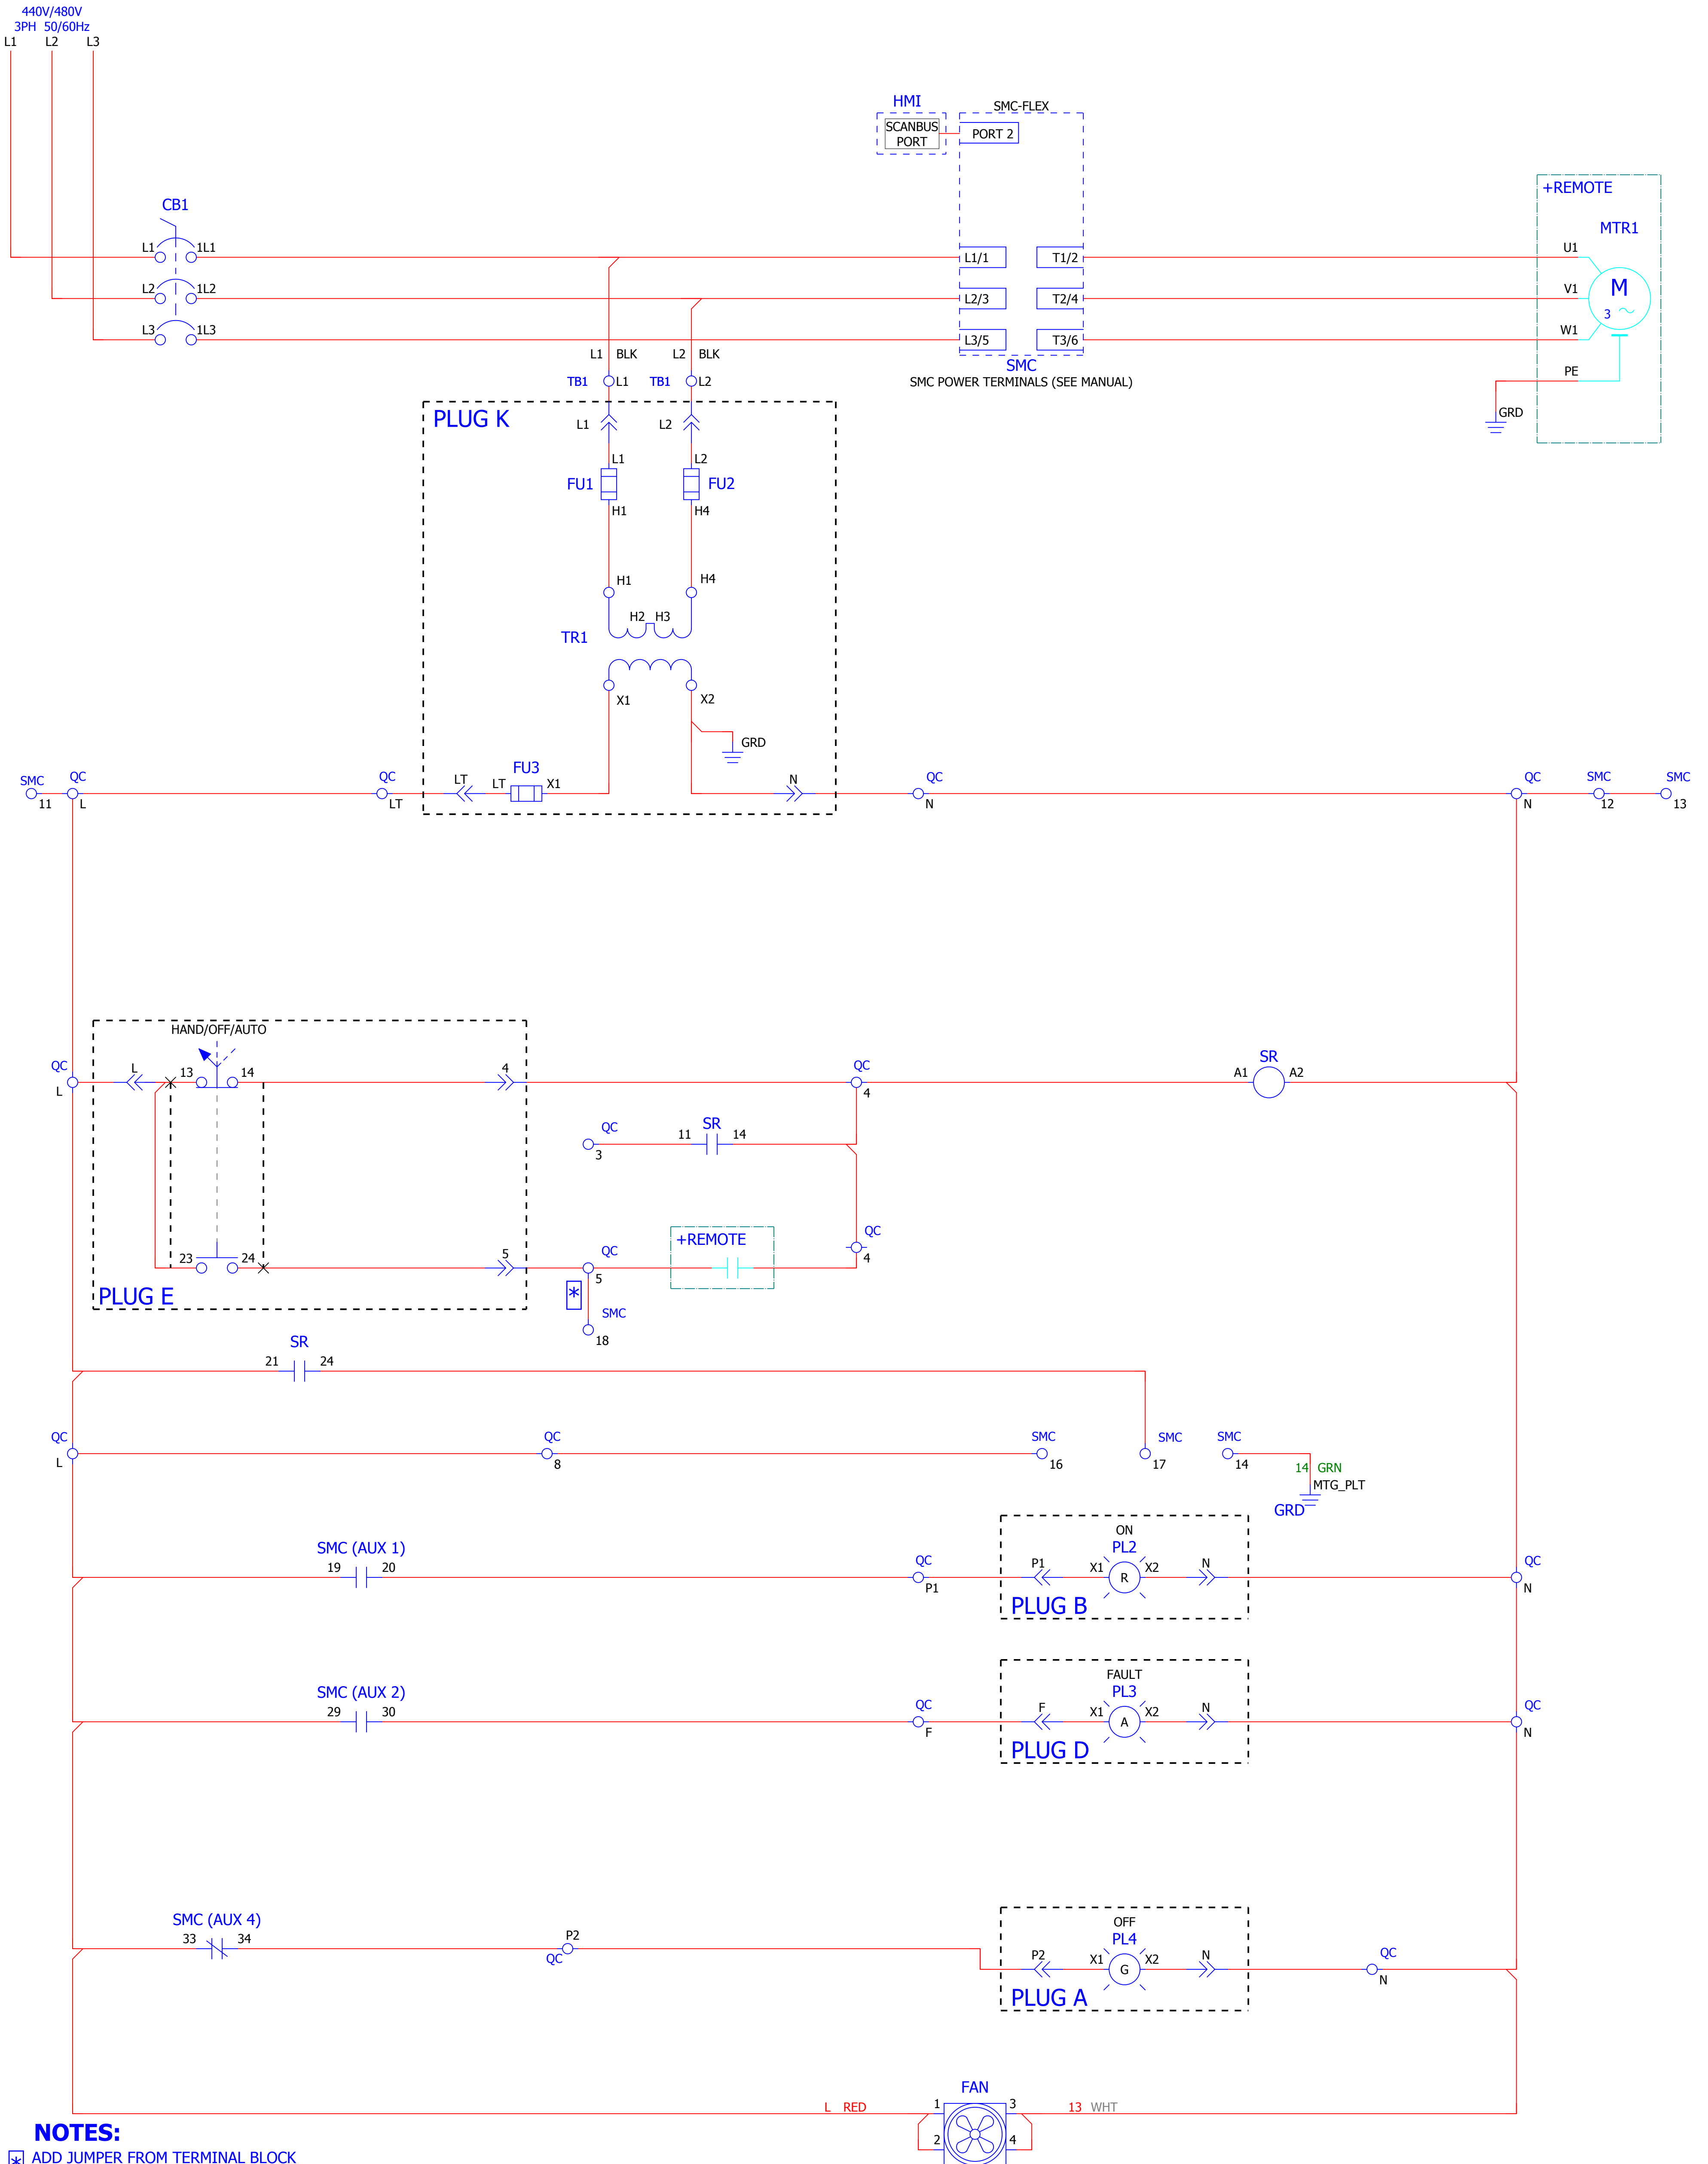 440V/480V
3PH 50/60Hz
L1 L2 L3
HMI
SMC-FLEX
SCANBUS
PORT
PORT 2
+REMOTE
MTR1
CB1
L1 1L1
L1/1 T1/2
U1
L2 1L2
L2/3 T2/4
V1
M
3
L3 1L3
L3/5 T3/6
W1
L1 BLK L2 BLK
SMC
SMC POWER TERMINALS (SEE MANUAL)
PE
TB1 L1 TB1 L2
GRD
PLUG K
L1 L2
L1 L2
FU1 FU2
H1 H4
H1 H4
H2 H3
TR1
X1 X2
GRD
SMC
11
QC
L
QC
LT
LT
LT
FU3
X1
N
QC
N
QC
N
SMC
12
SMC
13
HAND/OFF/AUTO
QC
L
L
13 14
4
QC
4
SR
A1 A2
QC
3
SR
11 14
QC
4
+REMOTE
23 24
5
QC
5
*
PLUG E
SMC
18
SR
21 24
QC
L
QC
8
SMC
16
SMC
17
SMC
14
14 GRN
MTG_PLT
GRD
SMC (AUX 1)
19 20
QC
P1
ON
PL2
P1
X1 R X2
N
PLUG B
QC
N
SMC (AUX 2)
29 30
QC
F
FAULT
PL3
F
X1 A X2
N
PLUG D
QC
N
SMC (AUX 4)
33 34
P2
QC
OFF
PL4
P2
X1 G X2
N
PLUG A
QC
N
FAN
L RED
1 3
13 WHT
2 4
NOTES:
* ADD JUMPER FROM TERMINAL BLOCK